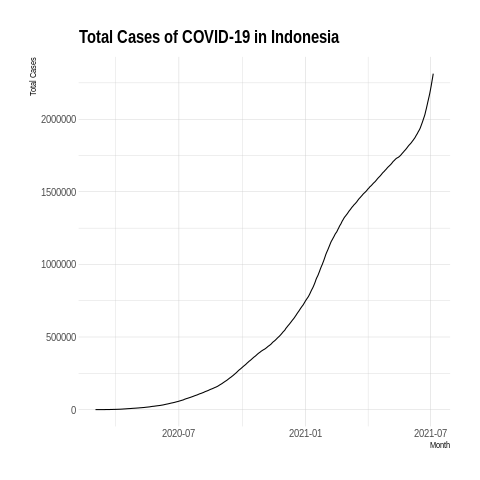 Total Cases of COVID-19 in Indonesia
Total Cases
2000000
1500000
1000000
500000
0
2020-07
2021-01
2021-07
Month